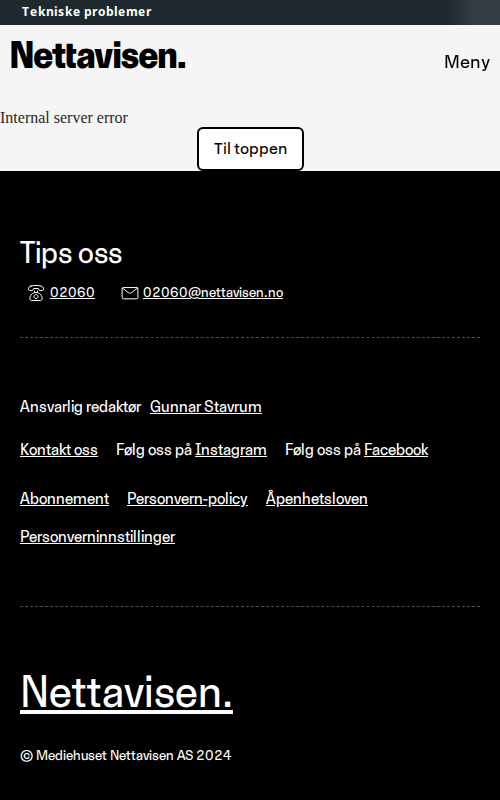 Tekniske problemer
Nettavisen.
Meny
Internal server error
Til toppen
Tips oss
02060 02060@nettavisen.no
Ansvarlig redaktør Gunnar Stavrum
Kontakt oss Følg oss på Instagram Følg oss på Facebook
Abonnement Personvern-policy Åpenhetsloven
Personverninnstillinger
Nettavisen.
© Mediehuset Nettavisen AS 2024